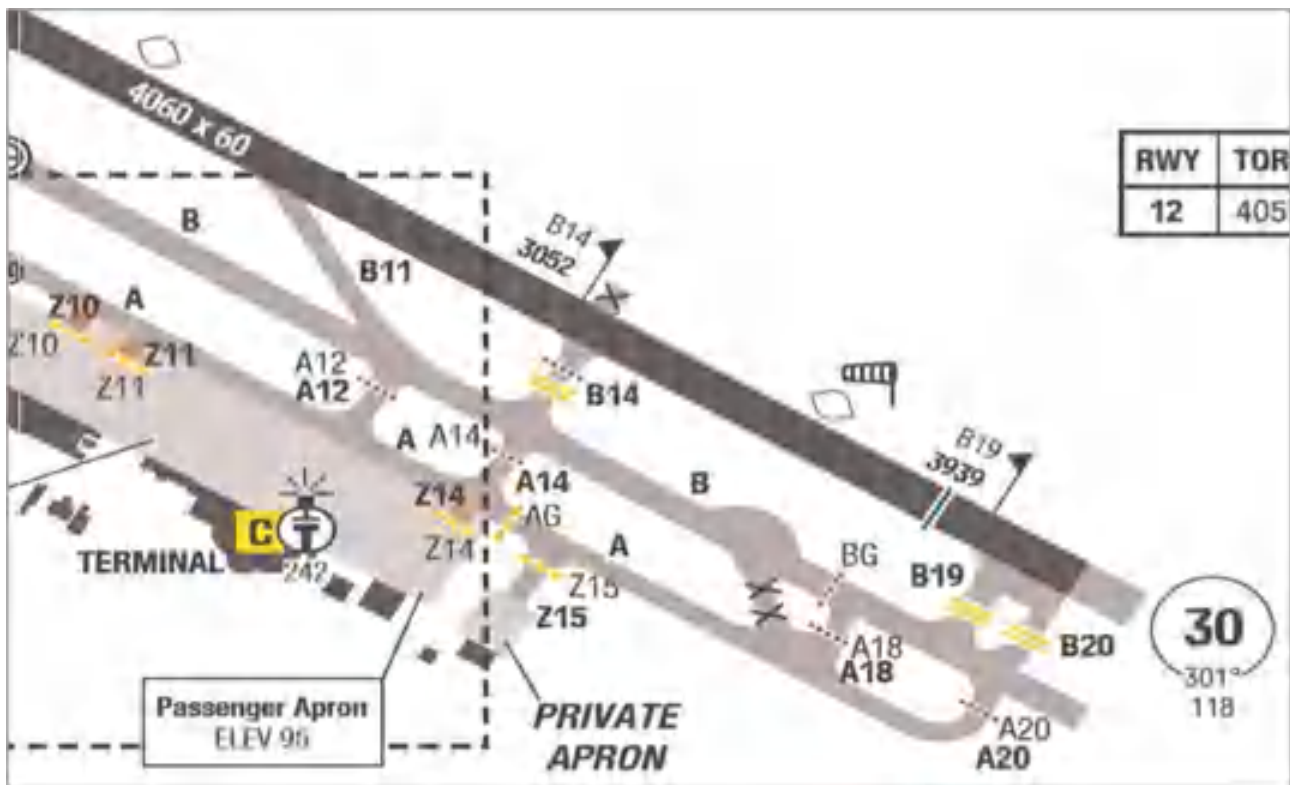 4060 x 60
RWY
TOR
12
405
B
B14
3052
B11
Z10
A
Z10
Z11
Z11
A12
A12
B14
A
A14
B19
3939
A14
B
Z14
AG
A
Z14
C
TERMINAL
242
BG
B19
Z15
Z15
A18
A18
B20
30
301°
118
Passenger Apron
ELEV 96
PRIVATE
APRON
A20
A20